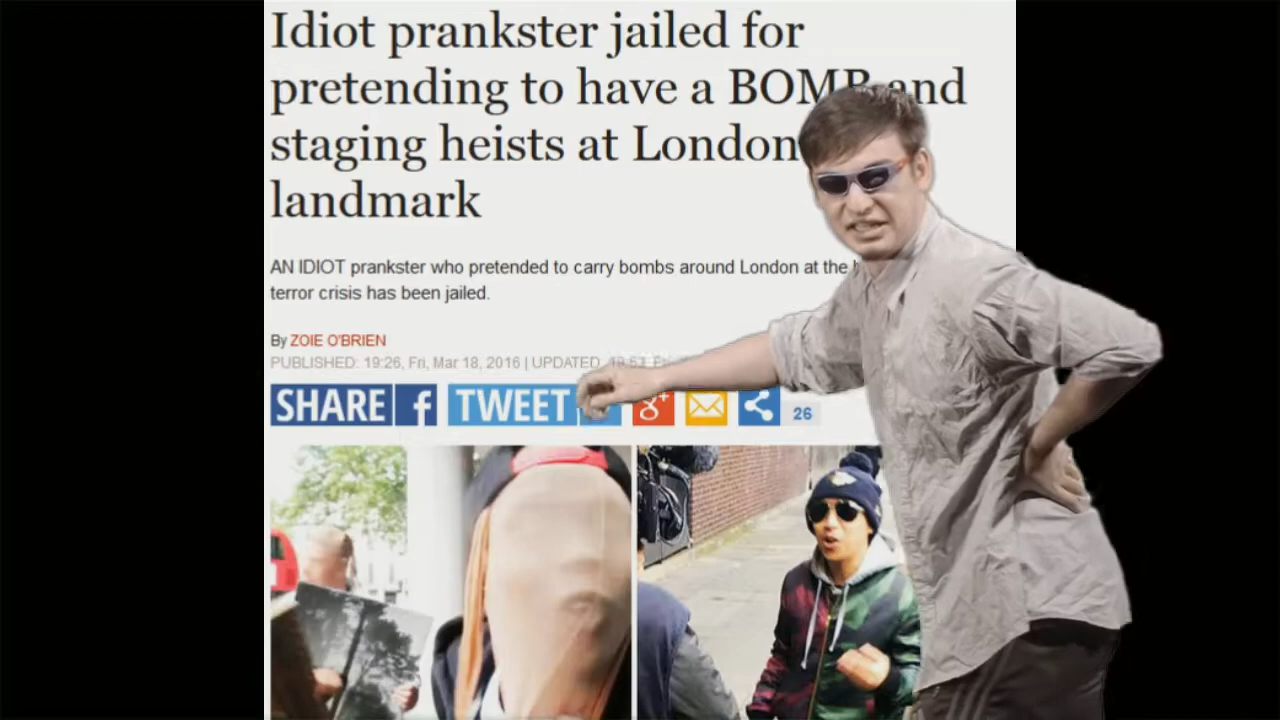 Idiot prankster jailed for
pretending to have a BOMB and
staging heists at London
landmark
AN IDIOT prankster who pretended to carry bombs around London at the
terror crisis has been jailed.
By ZOIE O'BRIEN
PUBLISHED: 19:26, Fri, Mar 18, 2016 | UPDATED
SHARE f TWEET g+ 26